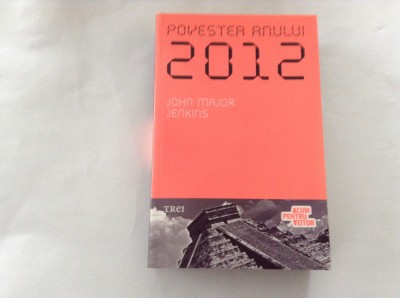 POVESTEA ANULUI
2012
JOHN MAJOR
JENKINS
TREI
ACUM
PENTRU
VIITOR